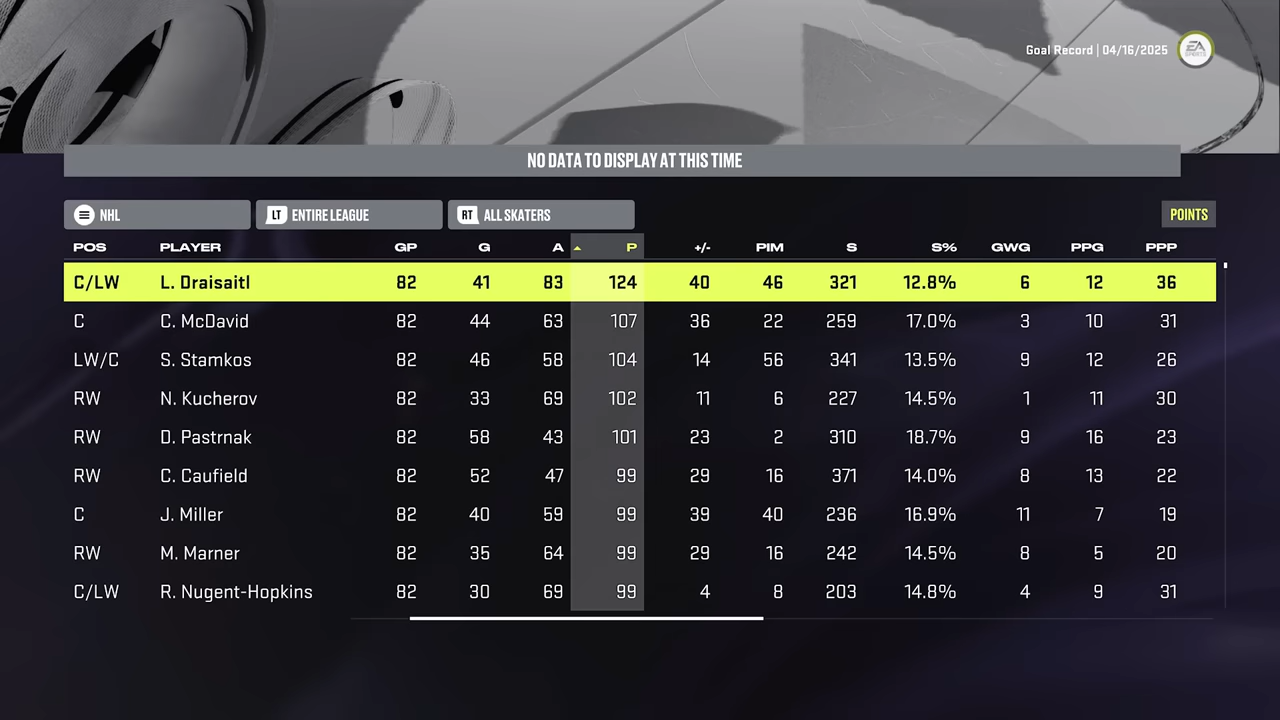 Goal Record | 04/16/2025
EA SPORTS
NO DATA TO DISPLAY AT THIS TIME
NHL LT ENTIRE LEAGUE RT ALL SKATERS POINTS
POS PLAYER GP G A P +/- PIM S S% GWG PPG PPP
C/LW L. Draisaitl 82 41 83 124 40 46 321 12.8% 6 12 36
C C. McDavid 82 44 63 107 36 22 259 17.0% 3 10 31
LW/C S. Stamkos 82 46 58 104 14 56 341 13.5% 9 12 26
RW N. Kucherov 82 33 69 102 11 6 227 14.5% 1 11 30
RW D. Pastrnak 82 58 43 101 23 2 310 18.7% 9 16 23
RW C. Caufield 82 52 47 99 29 16 371 14.0% 8 13 22
C J. Miller 82 40 59 99 39 40 236 16.9% 11 7 19
RW M. Marner 82 35 64 99 29 16 242 14.5% 8 5 20
C/LW R. Nugent-Hopkins 82 30 69 99 4 8 203 14.8% 4 9 31